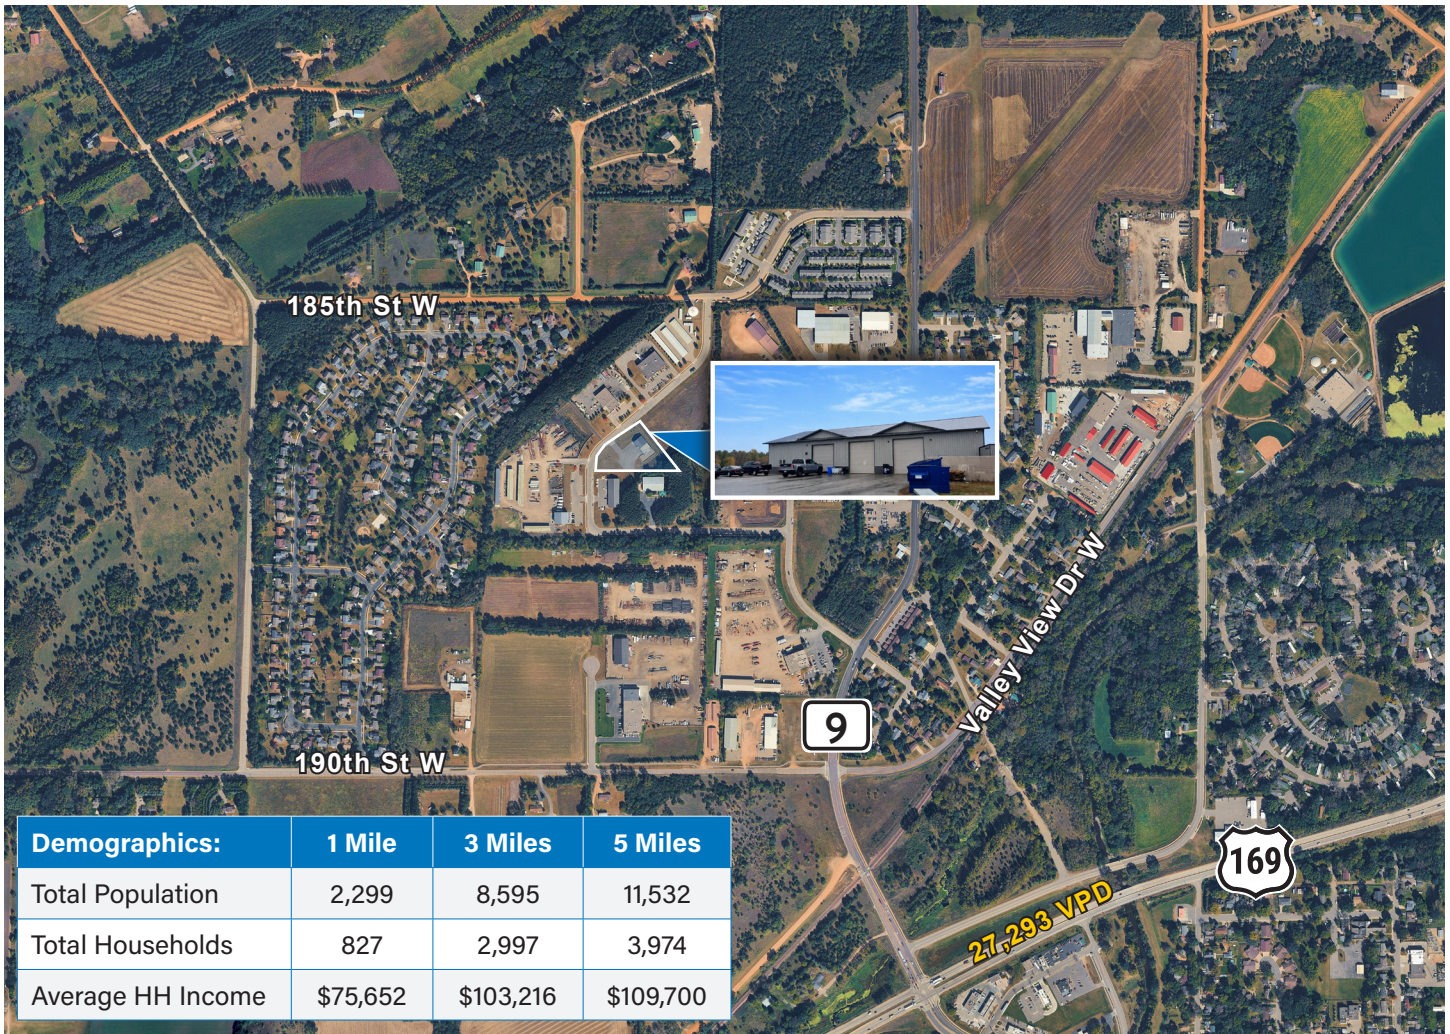 185th St W
Valley View Dr W
9
190th St W
169
27,293 VPD
Demographics: 1 Mile 3 Miles 5 Miles
Total Population 2,299 8,595 11,532
Total Households 827 2,997 3,974
Average HH Income $75,652 $103,216 $109,700